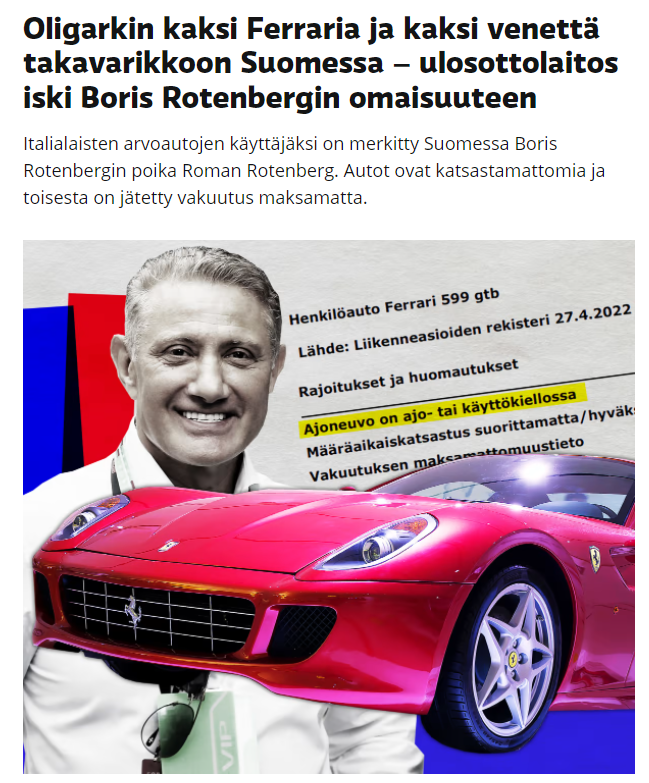 Oligarkin kaksi Ferraria ja kaksi venettä
takavarikkoon Suomessa – ulosottolaitos
iski Boris Rotenbergin omaisuuteen
Italialaisten arvoautojen käyttäjäksi on merkitty Suomessa Boris
Rotenbergin poika Roman Rotenberg. Autot ovat katsastamattomia ja
toisesta on jätetty vakuutus maksamatta.
Henkilöauto Ferrari 599 gtb
Lähde: Liikenneasioiden rekisteri 27.4.2022
Rajoitukset ja huomautukset
Ajoneuvo on ajo- tai käyttökiellossa
Määräaikaiskatsastus suorittamatta/hyväk
Vakuutuksen maksamattomuustieto
VIP